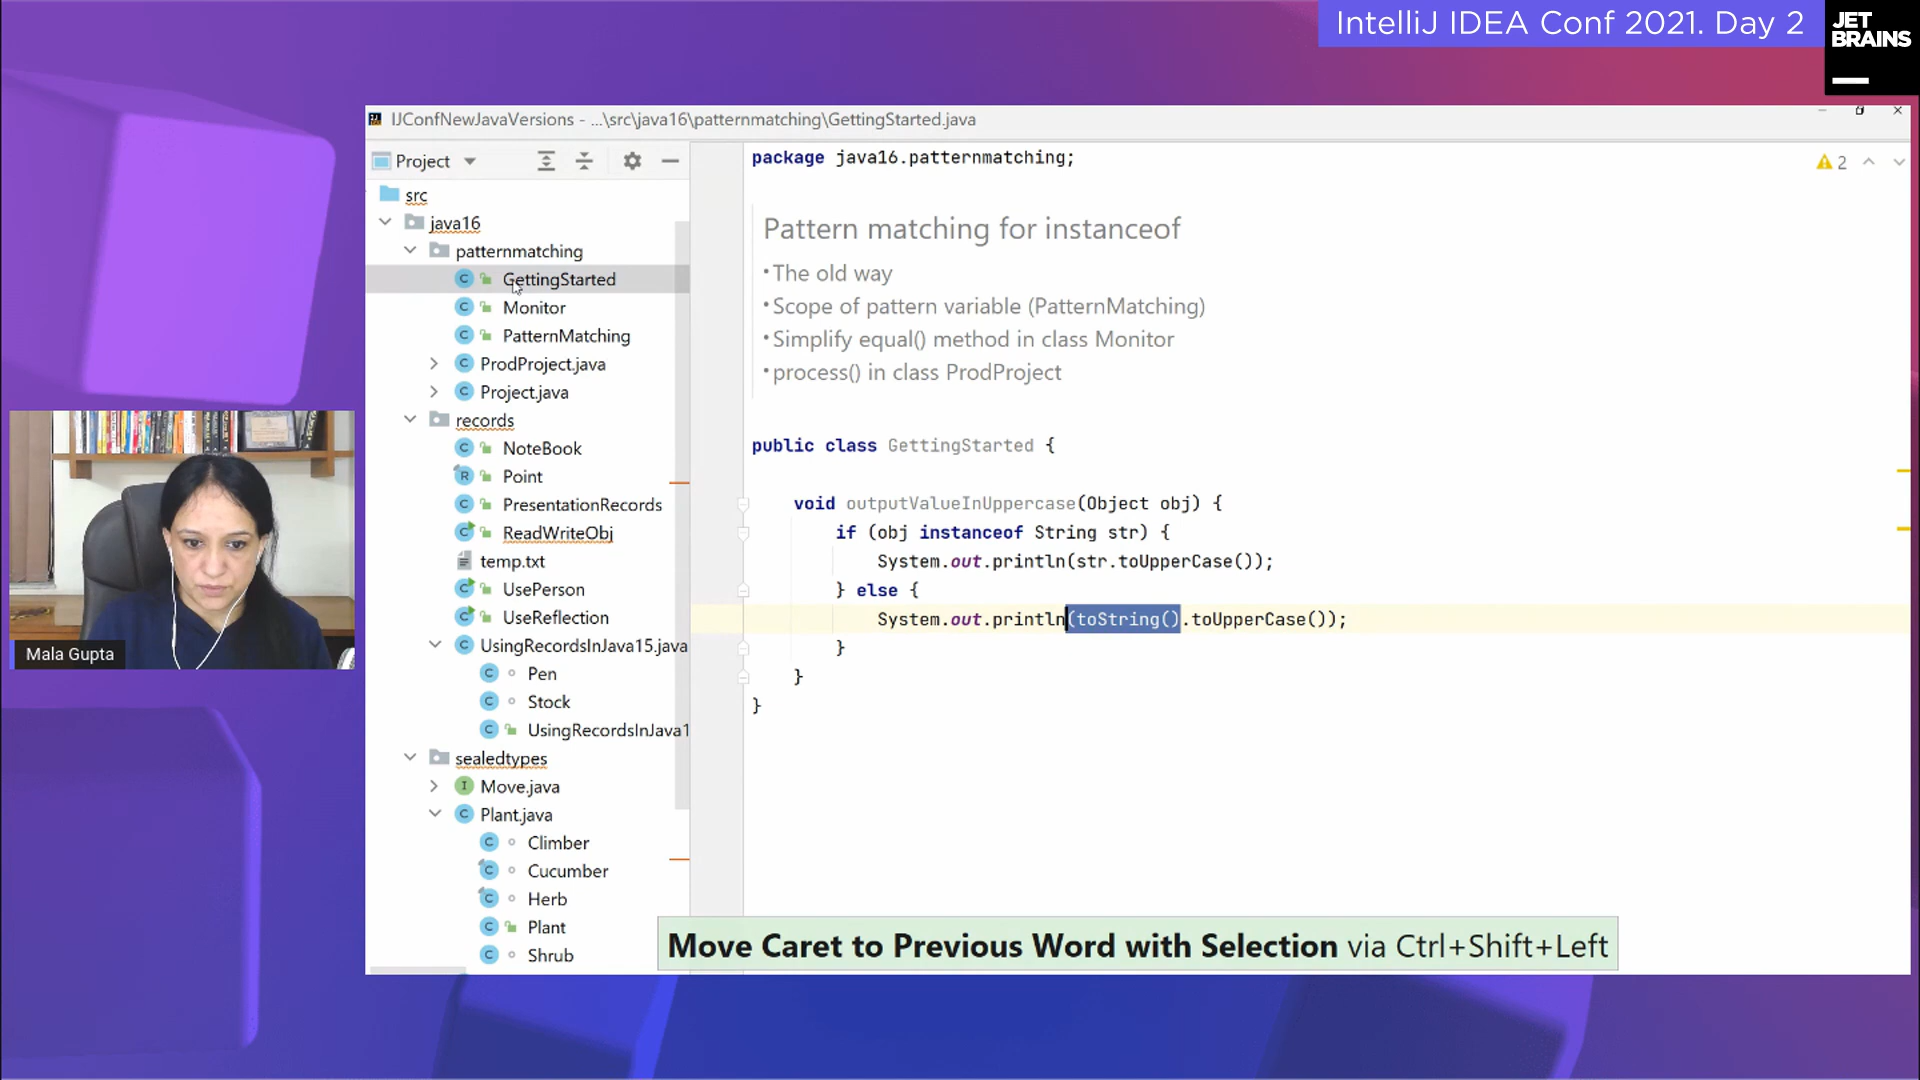 IntelliJ IDEA Conf 2021. Day 2
JET
BRAINS
IJConfNewJavaVersions - ...\src\java16\patternmatching\GettingStarted.java
Project
src
java16
patternmatching
GettingStarted
Monitor
PatternMatching
ProdProject.java
Project.java
records
NoteBook
Point
PresentationRecords
ReadWriteObj
temp.txt
UsePerson
UseReflection
UsingRecordsInJava15.java
Pen
Stock
UsingRecordsInJava1
sealedtypes
Move.java
Plant.java
Climber
Cucumber
Herb
Plant
Shrub
package java16.patternmatching;
2
Pattern matching for instanceof
•The old way
•Scope of pattern variable (PatternMatching)
•Simplify equal() method in class Monitor
•process() in class ProdProject
public class GettingStarted {
void outputValueInUppercase(Object obj) {
if (obj instanceof String str) {
System.out.println(str.toUpperCase());
} else {
System.out.println(toString().toUpperCase());
}
}
}
Mala Gupta
Move Caret to Previous Word with Selection via Ctrl+Shift+Left